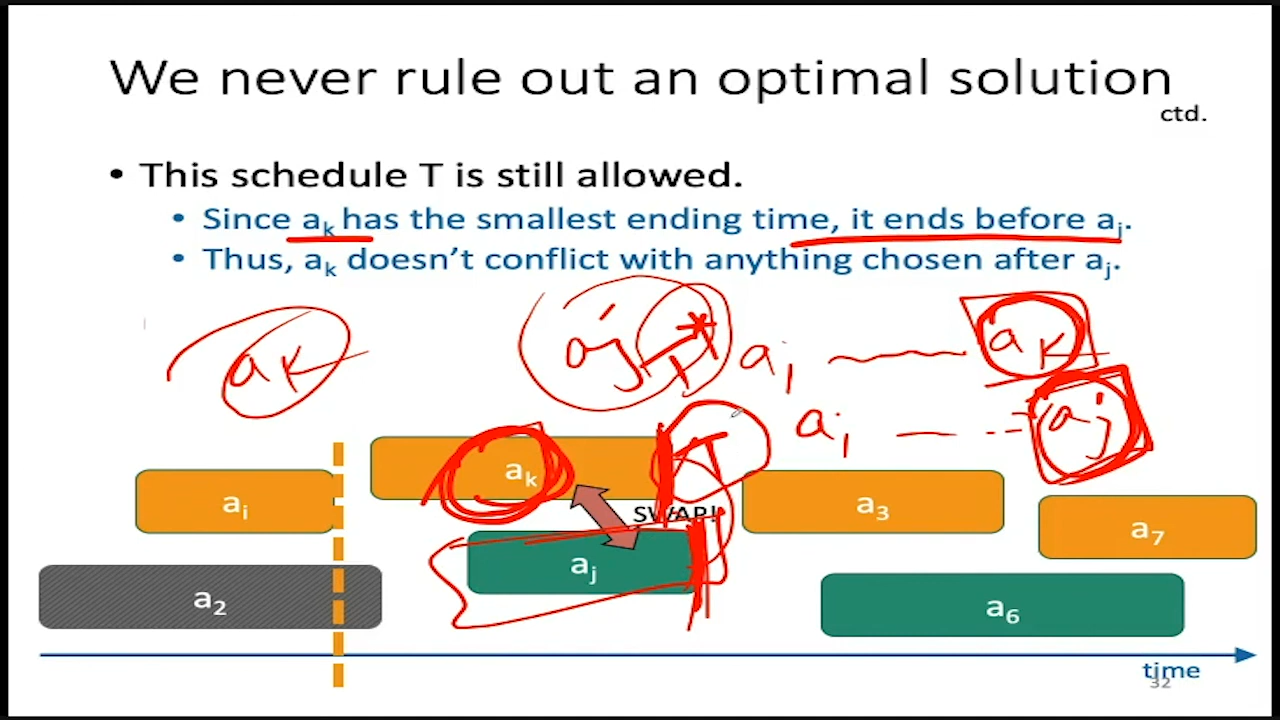 We never rule out an optimal solution
ctd.
• This schedule T is still allowed.
• Since ak has the smallest ending time, it ends before aj.
• Thus, ak doesn't conflict with anything chosen after aj.
ak
aj
T*
ai
ak
T
ai
aj
ak
ai
SWAP!
a3
a7
aj
a2
a6
time
32